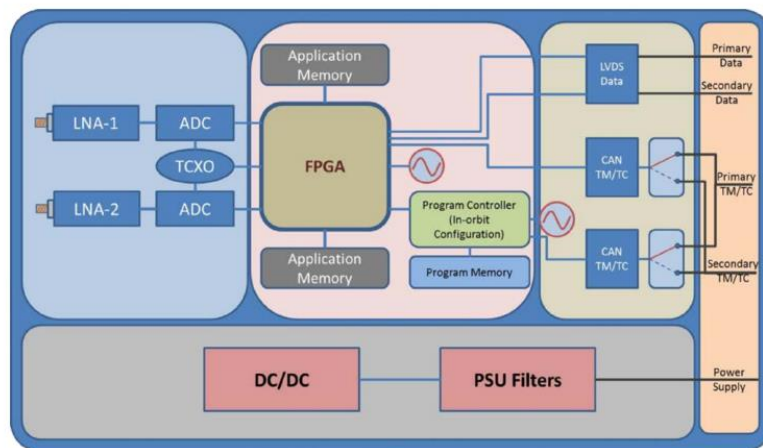 Application
Memory
LNA-1
ADC
TCXO
LNA-2
ADC
FPGA
Program Controller
(In-orbit
Configuration)
Program Memory
Application
Memory
LVDS
Data
CAN
TM/TC
CAN
TM/TC
Primary
Data
Secondary
Data
Primary
TM/TC
Secondary
TM/TC
Power
Supply
DC/DC
PSU Filters